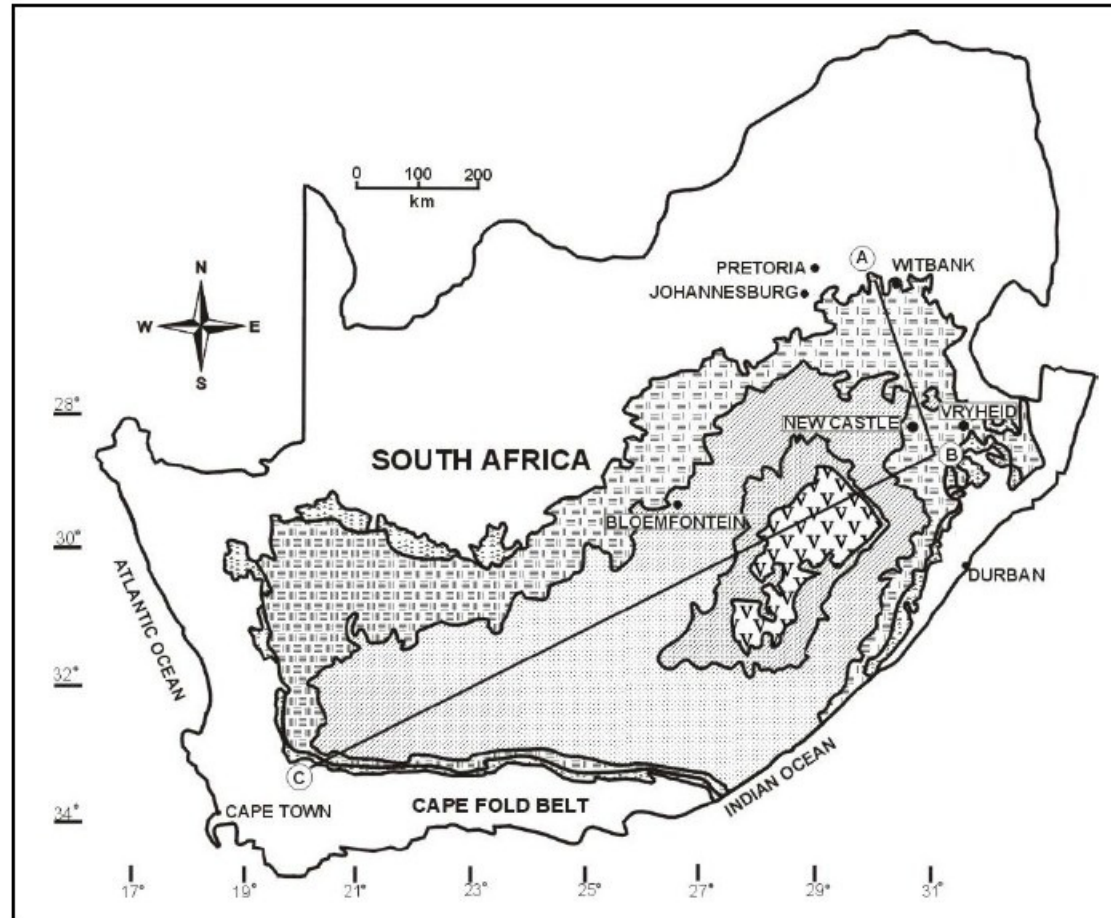 0 100 200
km
N
W E
S
A
PRETORIA WITBANK
JOHANNESBURG
28°
NEW CASTLE VRYHEID
SOUTH AFRICA
B
BLOEMFONTEIN
30°
DURBAN
ATLANTIC OCEAN
V V V V V V V V V V V V V V V V V V V V V V V V V V V
32°
INDIAN OCEAN
C
CAPE FOLD BELT
CAPE TOWN
34°
17° 19° 21° 23° 25° 27° 29° 31°